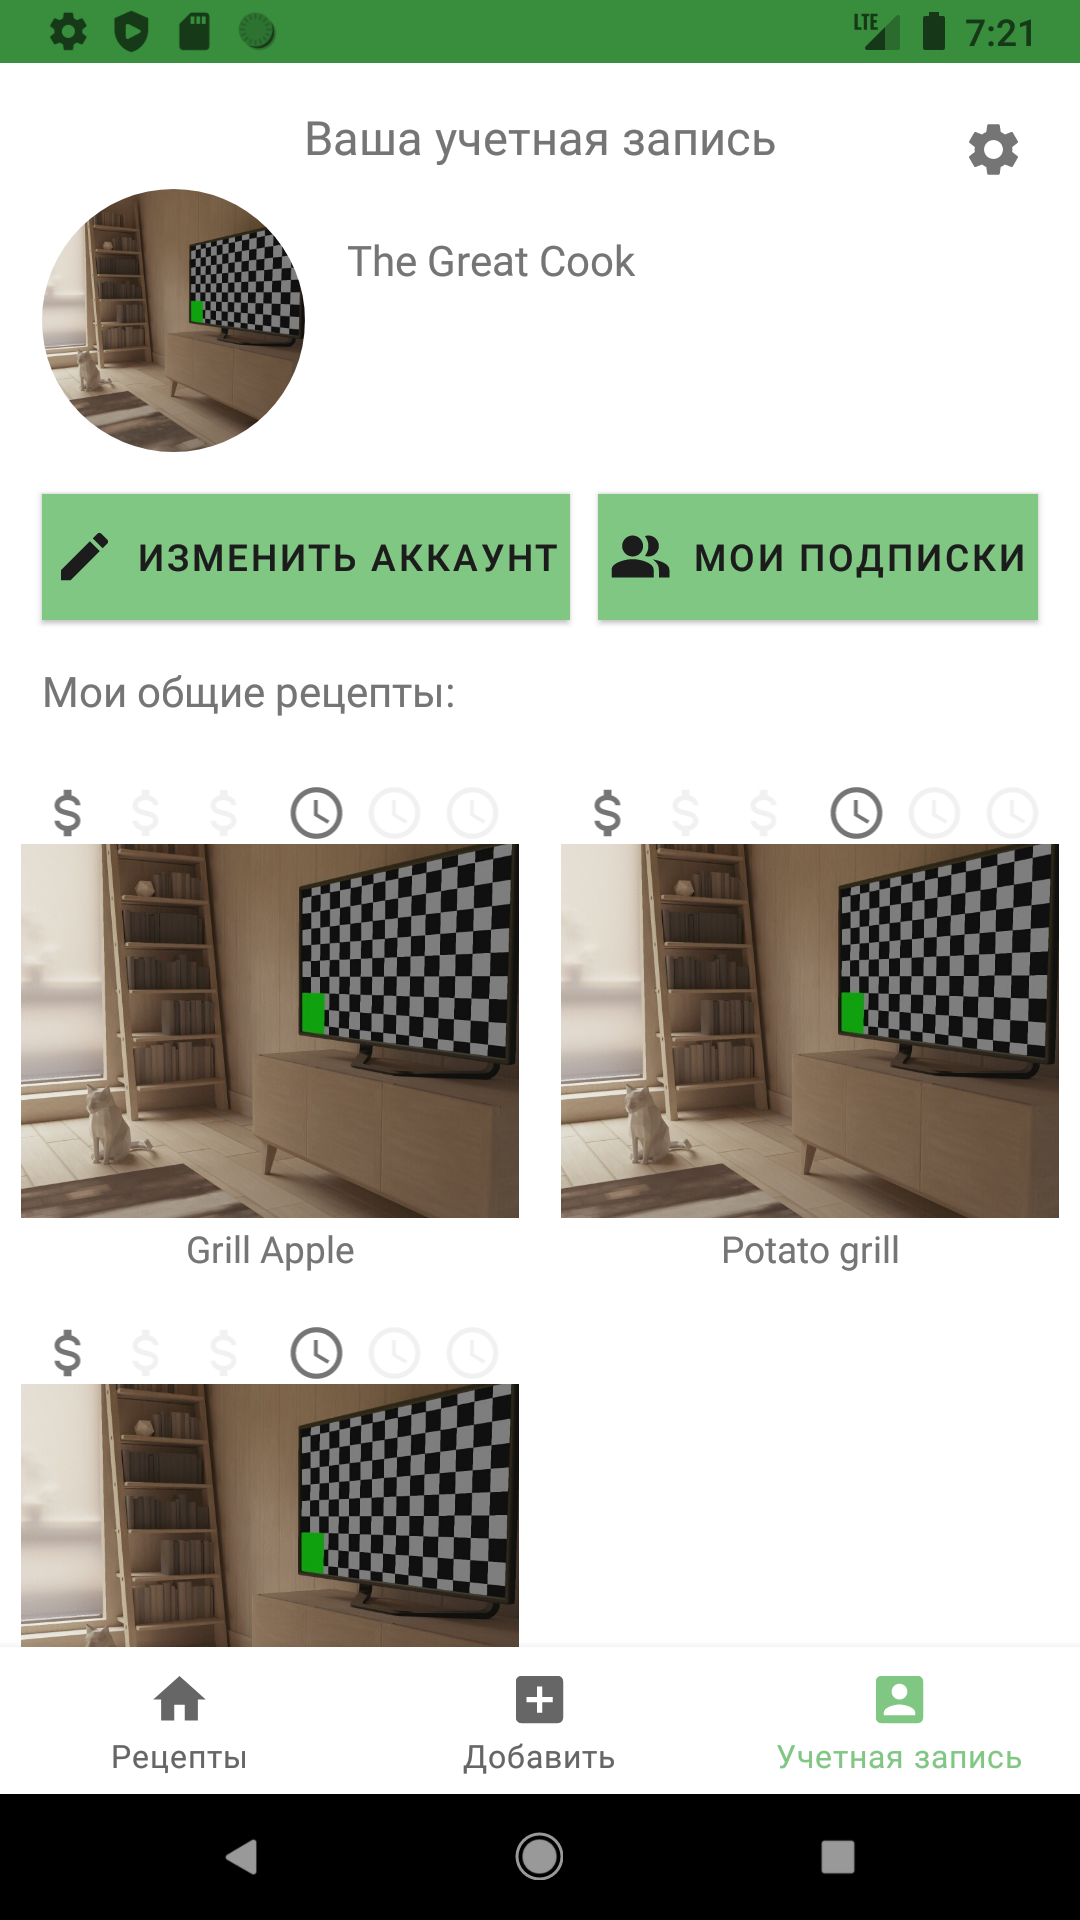 LTE 7:21
Ваша учетная запись
The Great Cook
ИЗМЕНИТЬ АККАУНТ
МОИ ПОДПИСКИ
Мои общие рецепты:
Grill Apple
Potato grill
Рецепты
Добавить
Учетная запись